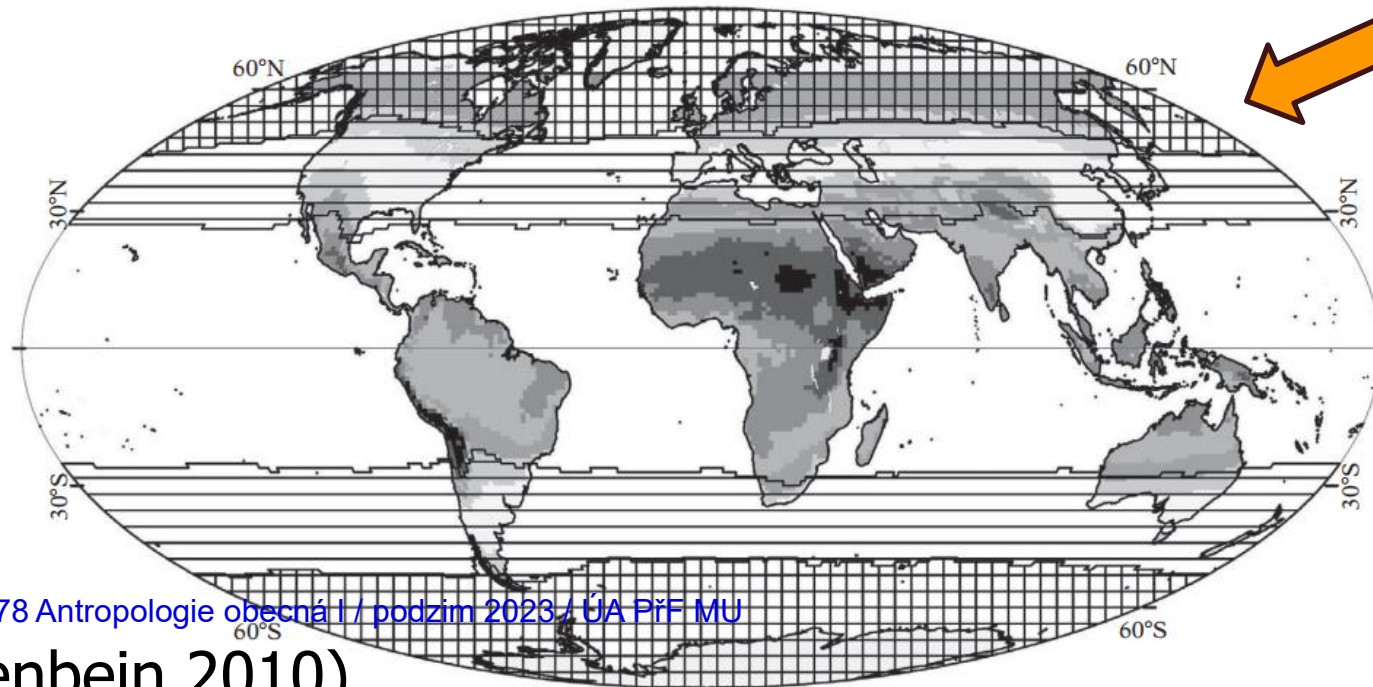 60°N
60°N
30°N
30°N
30°S
30°S
78 Antropologie obecná I / podzim 2023 / ÚA PřF MU
60°S
60°S
enbein 2010)